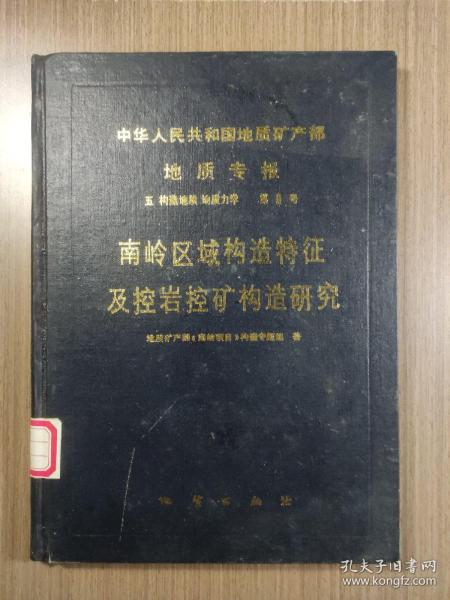 中华人民共和国地质矿产部
地质专报
五 构造地质 地质力学 第 号
南岭区域构造特征
及控岩控矿构造研究
地质矿产部《南岭项目》构造专题组 著
地质出版社
孔夫子旧书网
www.kongfz.com